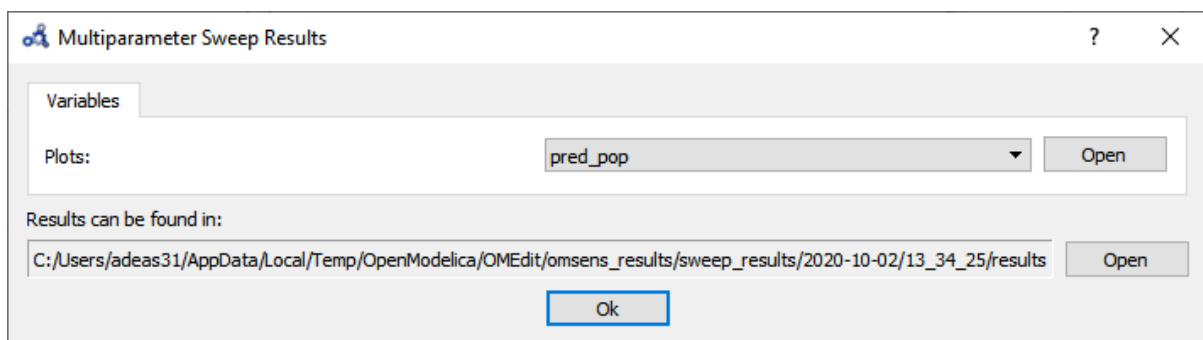 Multiparameter Sweep Results ?
Variables
Plots: pred_pop Open
Results can be found in:
C:/Users/adeas31/AppData/Local/Temp/OpenModelica/OMEdit/omsens_results/sweep_results/2020-10-02/13_34_25/results Open
Ok